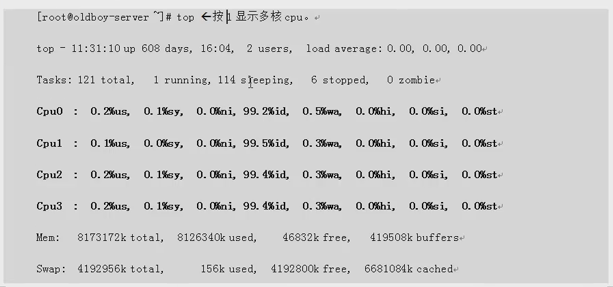 [root@oldboy-server ~]# top ←按 1 显示多核 cpu。
top - 11:31:10 up 608 days, 16:04, 2 users, load average: 0.00, 0.00, 0.00
Tasks: 121 total, 1 running, 114 sleeping, 6 stopped, 0 zombie
Cpu0 : 0.2%us, 0.1%sy, 0.0%ni, 99.2%id, 0.5%wa, 0.0%hi, 0.0%si, 0.0%st
Cpu1 : 0.1%us, 0.0%sy, 0.0%ni, 99.5%id, 0.3%wa, 0.0%hi, 0.0%si, 0.0%st
Cpu2 : 0.2%us, 0.1%sy, 0.0%ni, 99.4%id, 0.3%wa, 0.0%hi, 0.0%si, 0.0%st
Cpu3 : 0.2%us, 0.1%sy, 0.0%ni, 99.4%id, 0.3%wa, 0.0%hi, 0.0%si, 0.0%st
Mem: 8173172k total, 8126340k used, 46832k free, 419508k buffers
Swap: 4192956k total, 156k used, 4192800k free, 6681084k cached